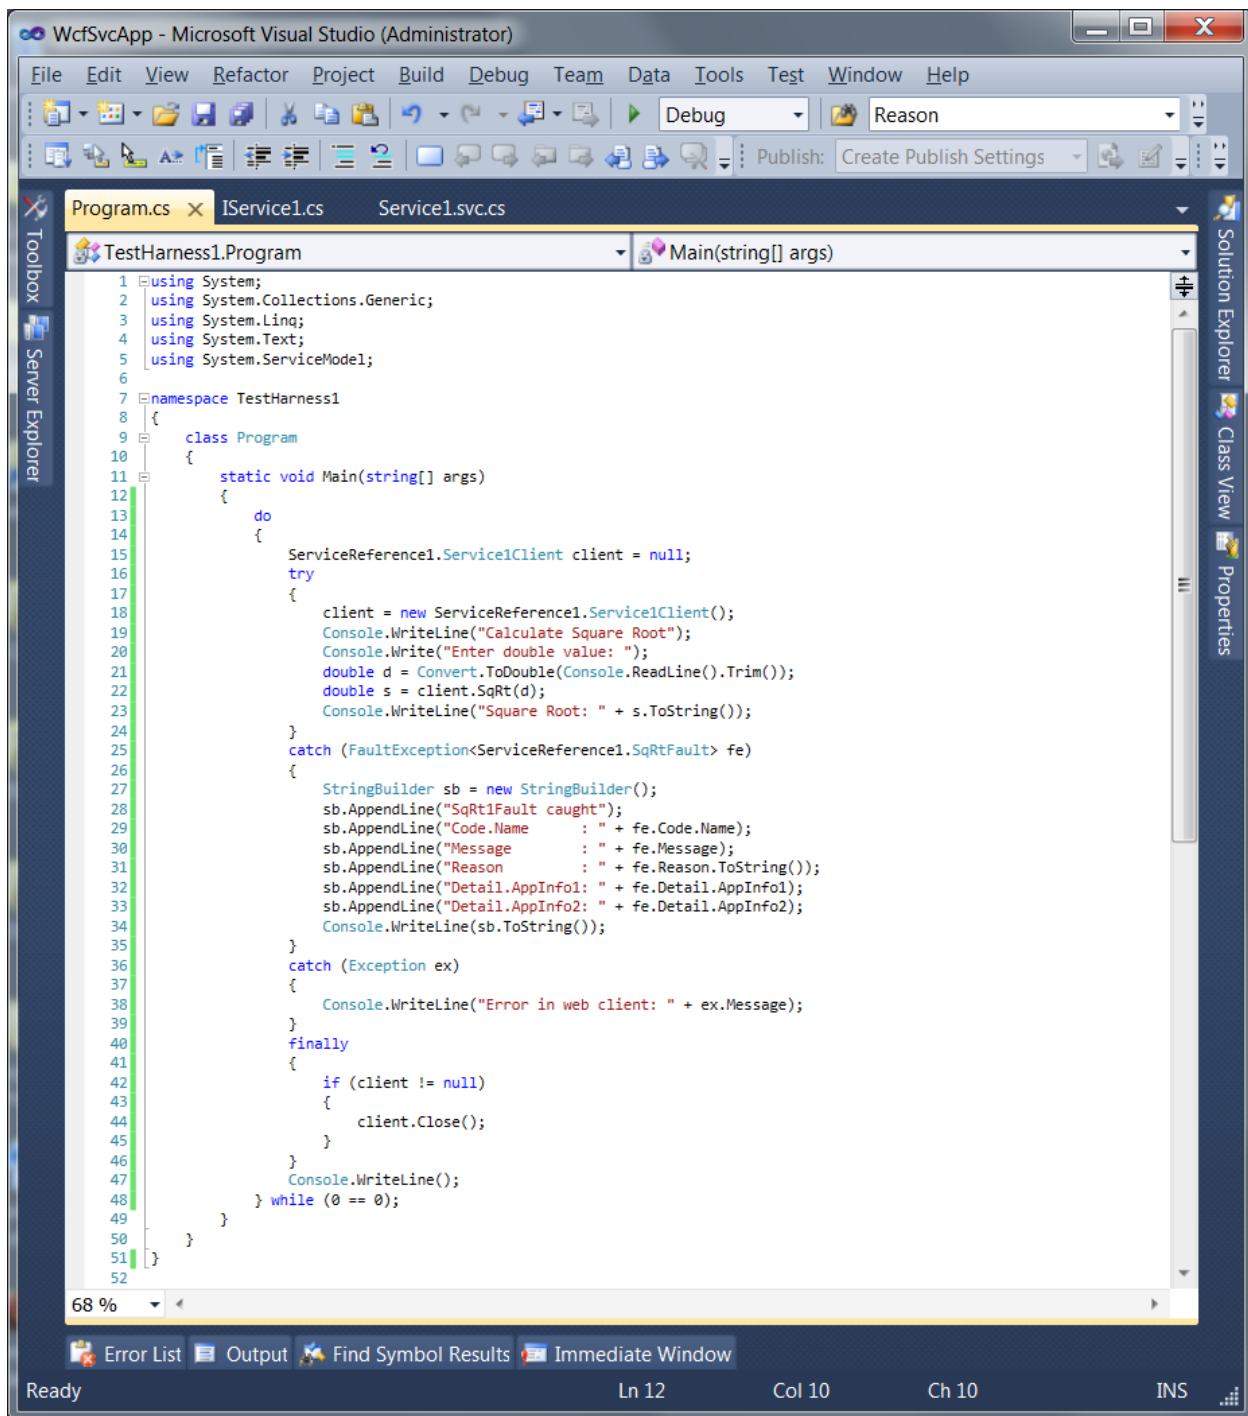 WcfSvcApp - Microsoft Visual Studio (Administrator)
File Edit View Refactor Project Build Debug Team Data Tools Test Window Help
Debug Reason
Publish: Create Publish Settings
Program.cs IService1.cs Service1.svc.cs
Toolbox
Server Explorer
Solution Explorer
Class View
Properties
TestHarness1.Program Main(string[] args)
1 using System;
2 using System.Collections.Generic;
3 using System.Linq;
4 using System.Text;
5 using System.ServiceModel;
6
7 namespace TestHarness1
8 {
9 class Program
10 {
11 static void Main(string[] args)
12 {
13 do
14 {
15 ServiceReference1.Service1Client client = null;
16 try
17 {
18 client = new ServiceReference1.Service1Client();
19 Console.WriteLine("Calculate Square Root");
20 Console.Write("Enter double value: ");
21 double d = Convert.ToDouble(Console.ReadLine().Trim());
22 double s = client.SqRt(d);
23 Console.WriteLine("Square Root: " + s.ToString());
24 }
25 catch (FaultException<ServiceReference1.SqRtFault> fe)
26 {
27 StringBuilder sb = new StringBuilder();
28 sb.AppendLine("SqRt1Fault caught");
29 sb.AppendLine("Code.Name      : " + fe.Code.Name);
30 sb.AppendLine("Message        : " + fe.Message);
31 sb.AppendLine("Reason         : " + fe.Reason.ToString());
32 sb.AppendLine("Detail.AppInfo1: " + fe.Detail.AppInfo1);
33 sb.AppendLine("Detail.AppInfo2: " + fe.Detail.AppInfo2);
34 Console.WriteLine(sb.ToString());
35 }
36 catch (Exception ex)
37 {
38 Console.WriteLine("Error in web client: " + ex.Message);
39 }
40 finally
41 {
42 if (client != null)
43 {
44 client.Close();
45 }
46 }
47 Console.WriteLine();
48 } while (0 == 0);
49 }
50 }
51 }
52
68 %
Error List Output Find Symbol Results Immediate Window
Ready Ln 12 Col 10 Ch 10 INS